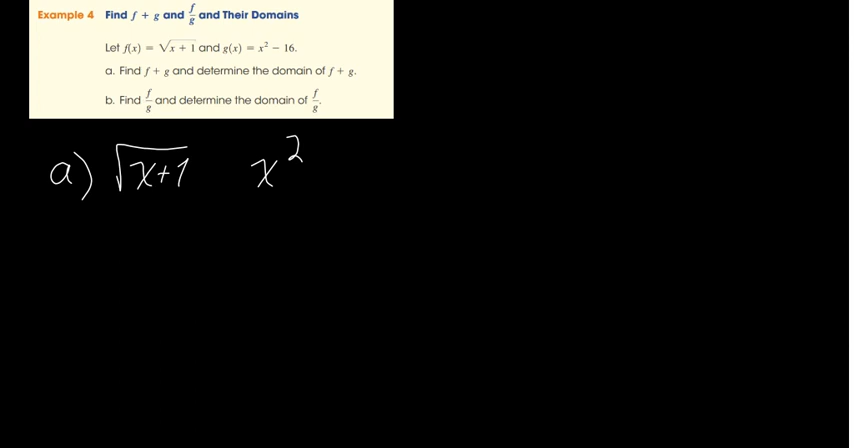 Example 4 Find f + g and f/g and Their Domains
Let f(x) = √(x + 1) and g(x) = x² − 16.
a. Find f + g and determine the domain of f + g.
b. Find f/g and determine the domain of f/g.
a) √(x+1) x²